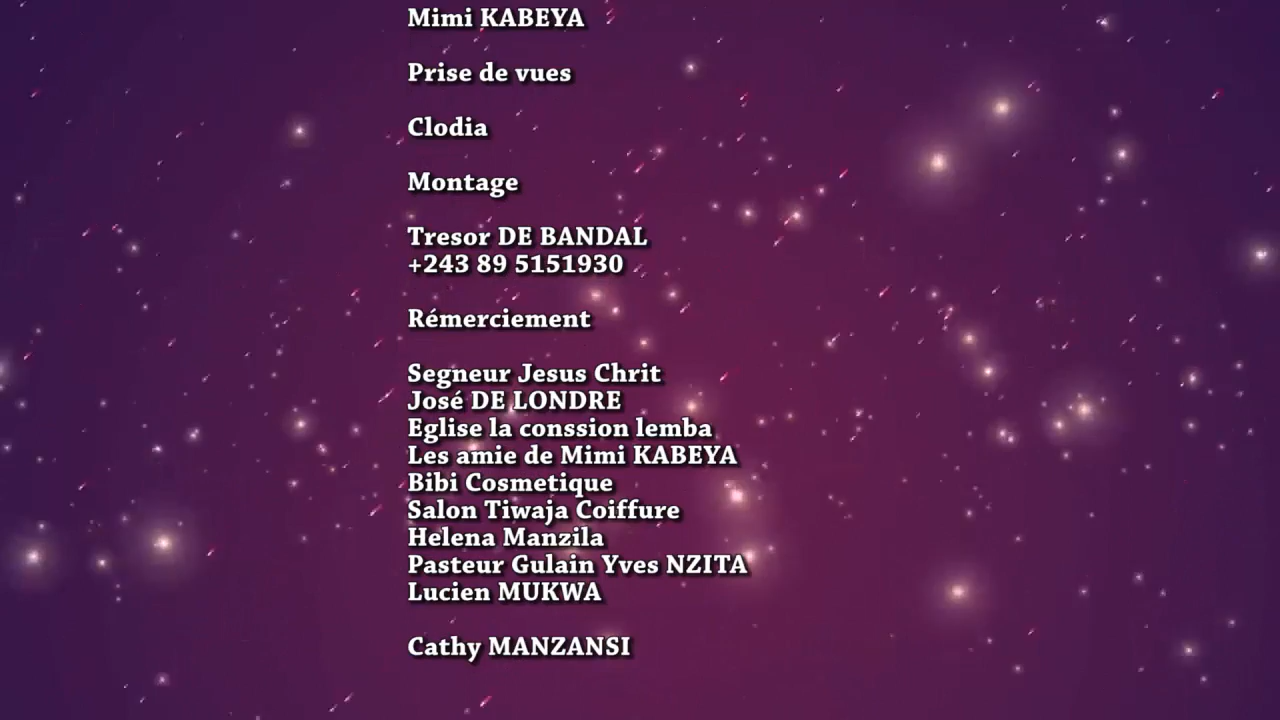 Mimi KABEYA
Prise de vues
Clodia
Montage
Tresor DE BANDAL
+243 89 5151930
Rémerciement
Segneur Jesus Chrit
José DE LONDRE
Eglise la conssion lemba
Les amie de Mimi KABEYA
Bibi Cosmetique
Salon Tiwaja Coiffure
Helena Manzila
Pasteur Gulain Yves NZITA
Lucien MUKWA
Cathy MANZANSI